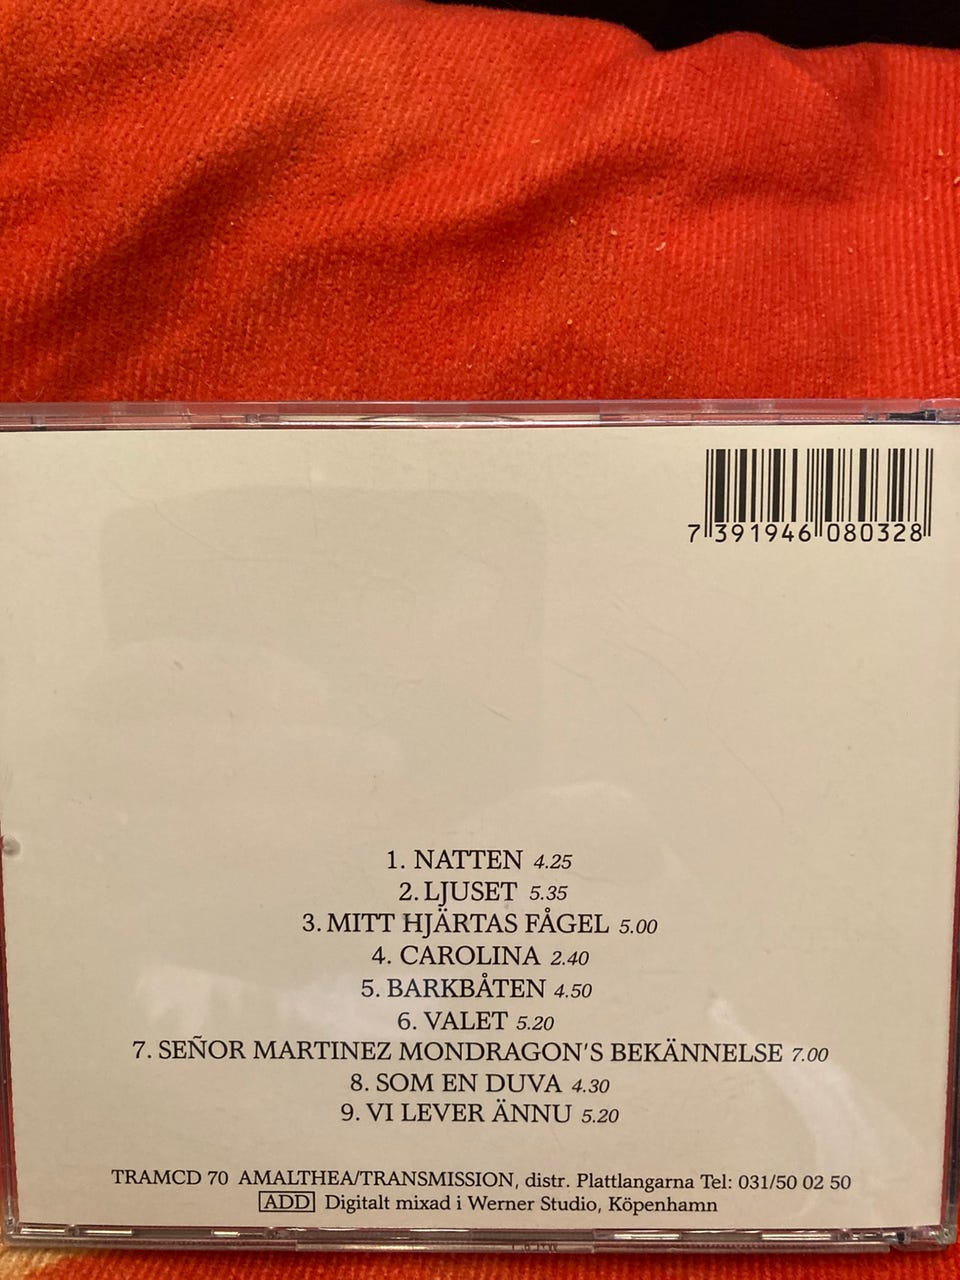 7 391946 080328
1. NATTEN 4.25
2. LJUSET 5.35
3. MITT HJÄRTAS FÅGEL 5.00
4. CAROLINA 2.40
5. BARKBÅTEN 4.50
6. VALET 5.20
7. SEÑOR MARTINEZ MONDRAGON'S BEKÄNNELSE 7.00
8. SOM EN DUVA 4.30
9. VI LEVER ÄNNU 5.20
TRAMCD 70 AMALTHEA/TRANSMISSION, distr. Plattlangarna Tel: 031/50 02 50
ADD Digitalt mixad i Werner Studio, Köpenhamn